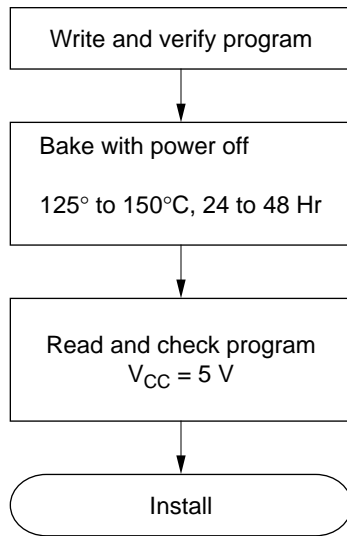 Write and verify program
Bake with power off
125° to 150°C, 24 to 48 Hr
Read and check program
VCC = 5 V
Install